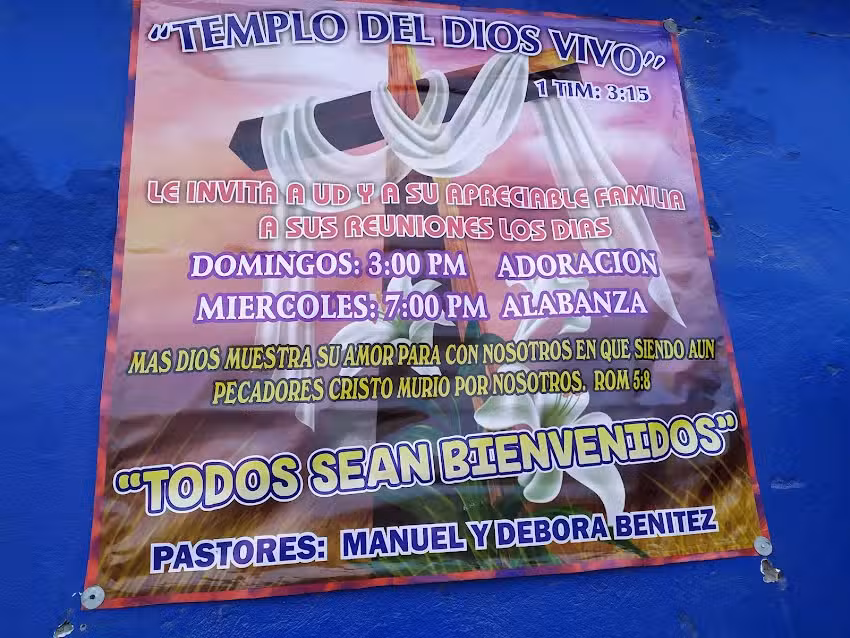 "TEMPLO DEL DIOS VIVO"
1 TIM: 3:15
LE INVITA A UD Y A SU APRECIABLE FAMILIA
A SUS REUNIONES LOS DIAS
DOMINGOS: 3:00 PM ADORACION
MIERCOLES: 7:00 PM ALABANZA
MAS DIOS MUESTRA SU AMOR PARA CON NOSOTROS EN QUE SIENDO AUN
PECADORES CRISTO MURIO POR NOSOTROS. ROM 5:8
"TODOS SEAN BIENVENIDOS"
PASTORES: MANUEL Y DEBORA BENITEZ